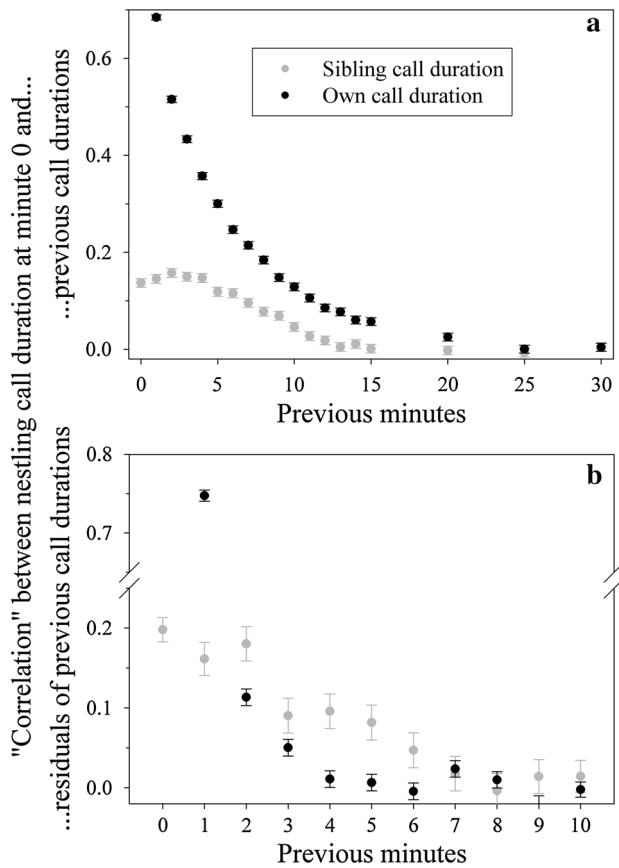 "Correlation" between nestling call duration at minute 0 and...
...previous call durations
a
Sibling call duration
Own call duration
0.6
0.4
0.2
0.0
0 5 10 15 20 25 30
Previous minutes
...residuals of previous call durations
b
0.8
0.7
0.2
0.1
0.0
0 1 2 3 4 5 6 7 8 9 10
Previous minutes